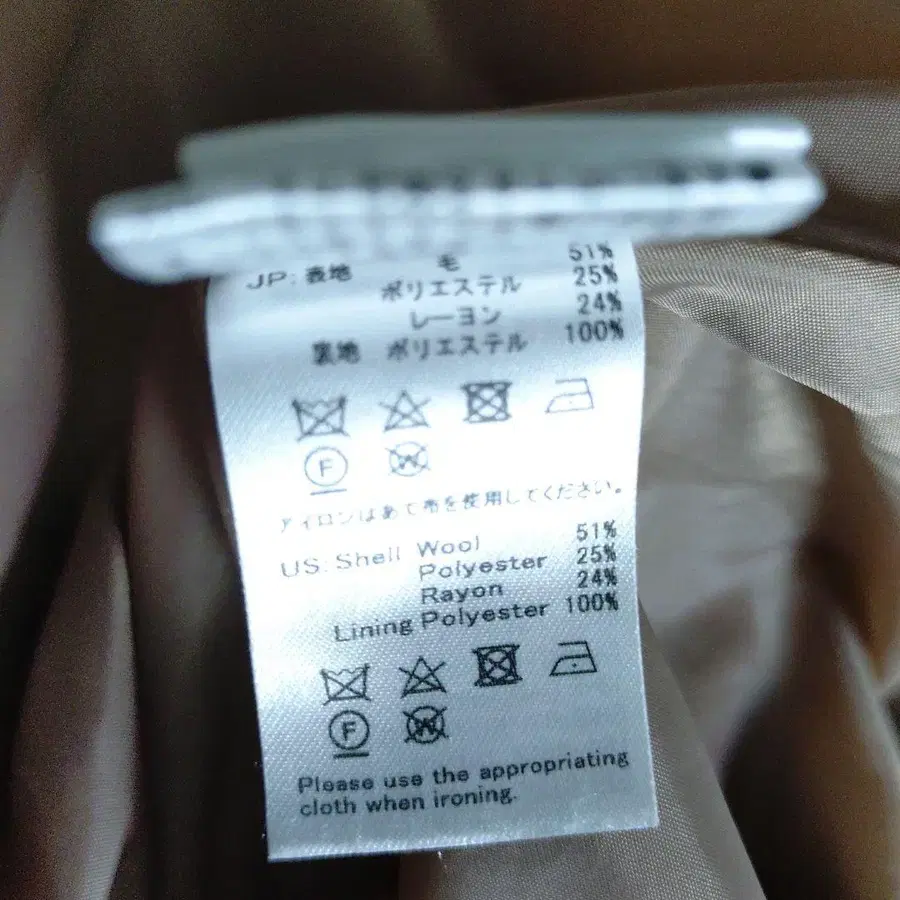 JP: 表地 毛 51%
ポリエステル 25%
レーヨン 24%
裏地 ポリエステル 100%
F W
アイロンはあて布を使用してください。
US: Shell Wool 51%
Polyester 25%
Rayon 24%
Lining Polyester 100%
F W
Please use the appropriating
cloth when ironing.